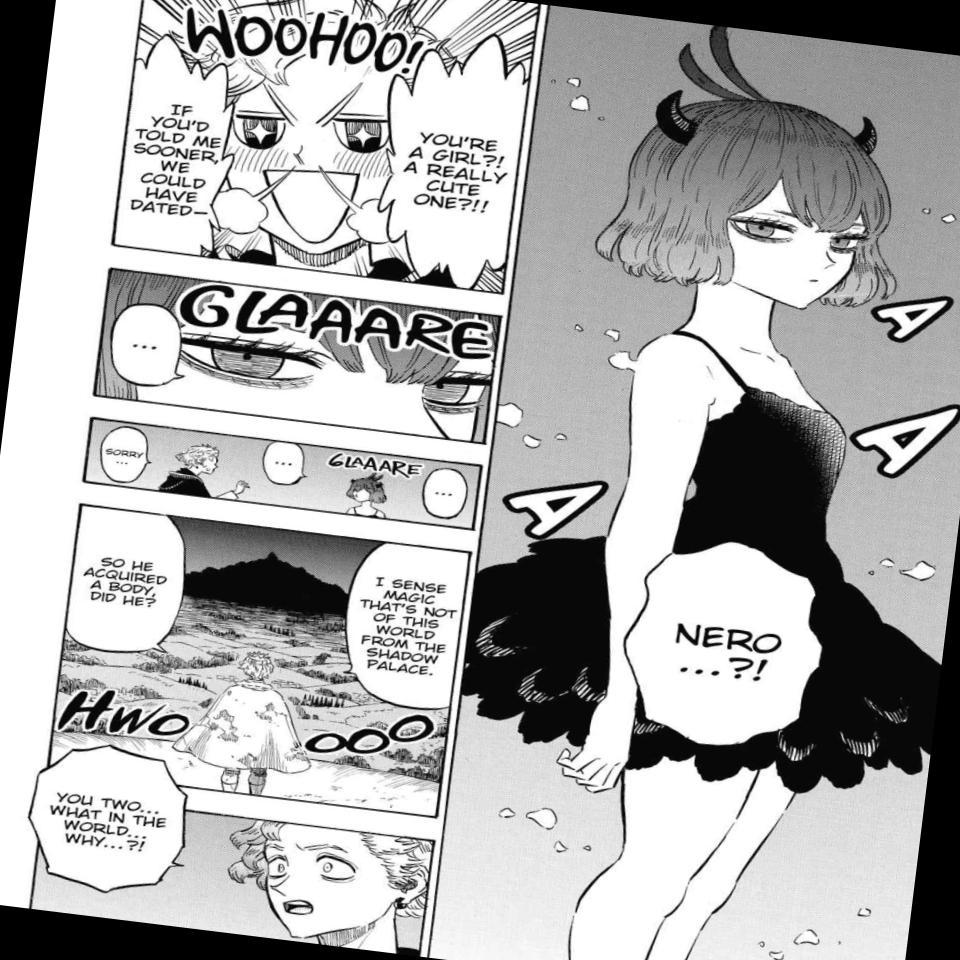 A
A
A
NERO
...?!
WOOHOO!
YOU'RE
A GIRL?!
A REALLY
CUTE
ONE?!!
IF
YOU'D
TOLD ME
SOONER,
WE
COULD
HAVE
DATED—
GLAAARE
...
...
GLAAARE
...
SORRY
...
I SENSE
MAGIC
THAT'S NOT
OF THIS
WORLD
FROM THE
SHADOW
PALACE.
SO HE
ACQUIRED
A BODY,
DID HE?
HWO
OOO
YOU TWO...
WHAT IN THE
WORLD...
WHY...?!